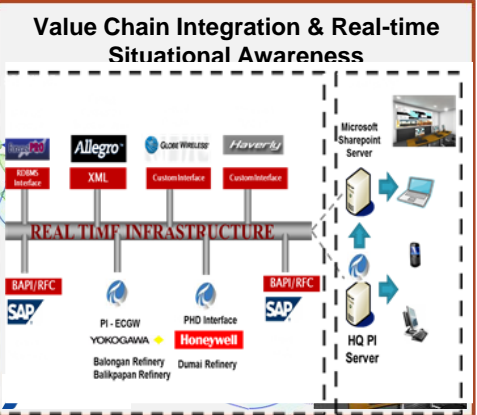 Value Chain Integration & Real-time
Situational Awareness
Allegro
GLOBE WIRELESS
Haverly
RDBMS
Interface
XML
Custom Interface
Custom Interface
Microsoft
Sharepoint
Server
REAL TIME INFRASTRUCTURE
BAPI/RFC
SAP
PI - ECGW
YOKOGAWA
Balongan Refinery
Balikpapan Refinery
PHD Interface
Honeywell
Dumai Refinery
BAPI/RFC
SAP
HQ PI
Server